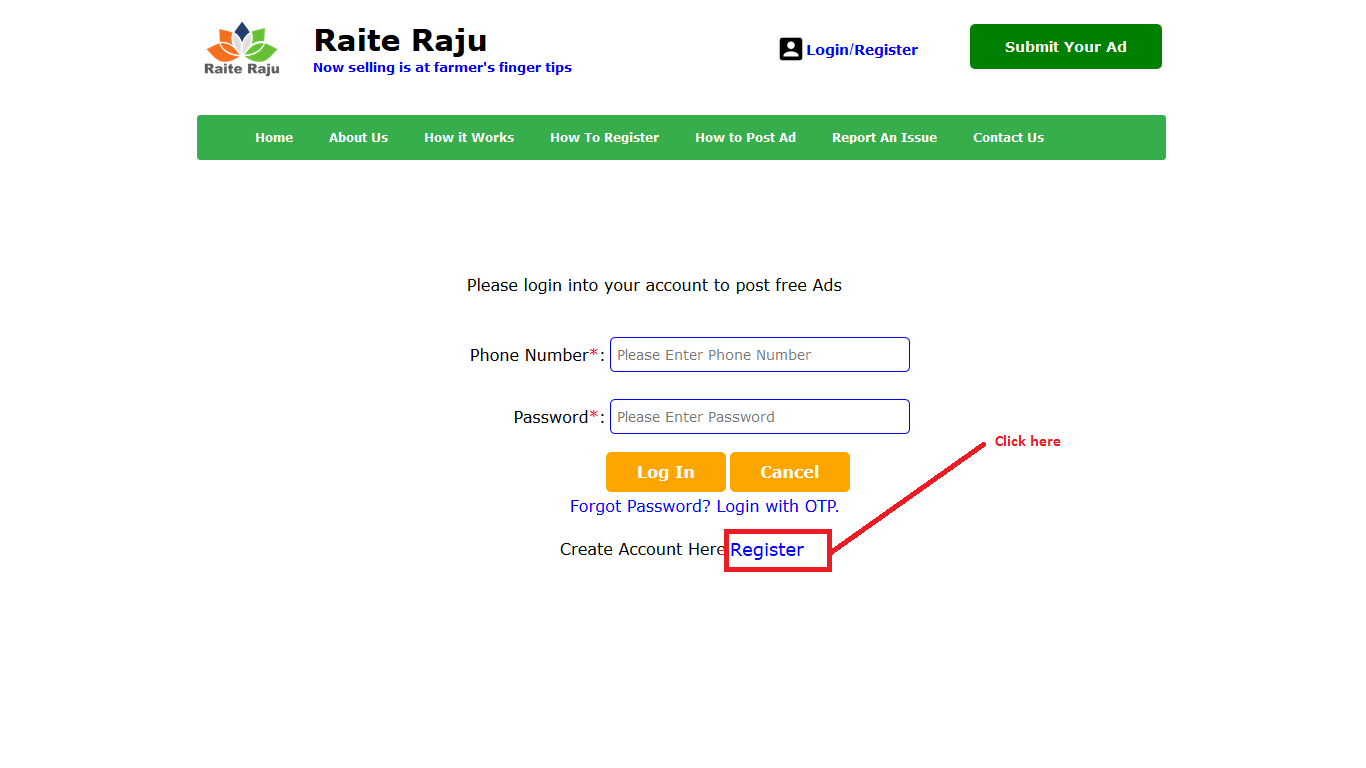 Raite Raju
Raite Raju
Now selling is at farmer's finger tips
Login/Register
Submit Your Ad
Home About Us How it Works How To Register How to Post Ad Report An Issue Contact Us
Please login into your account to post free Ads
Phone Number*: Please Enter Phone Number
Password*: Please Enter Password
Click here
Log In Cancel
Forgot Password? Login with OTP.
Create Account Here Register